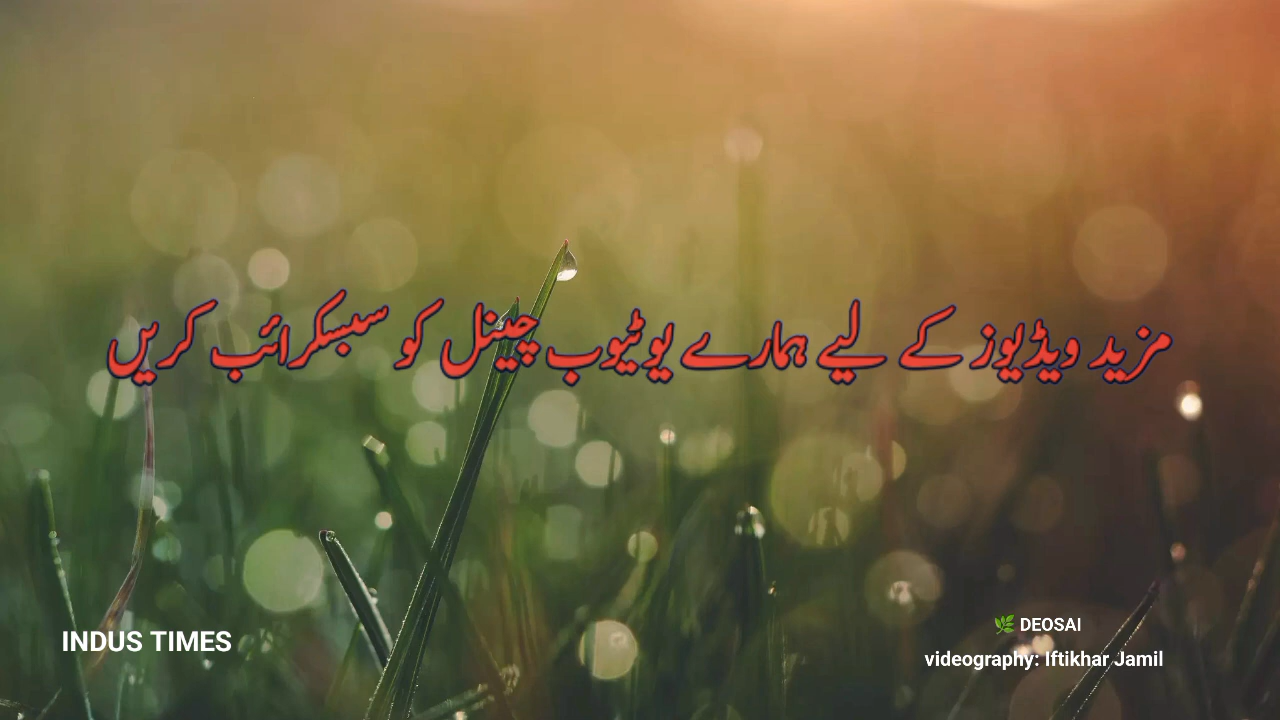 مزید ویڈیوز کے لیے ہمارے یوٹیوب چینل کو سبسکرائب کریں
INDUS TIMES
🌿 DEOSAI
videography: Iftikhar Jamil